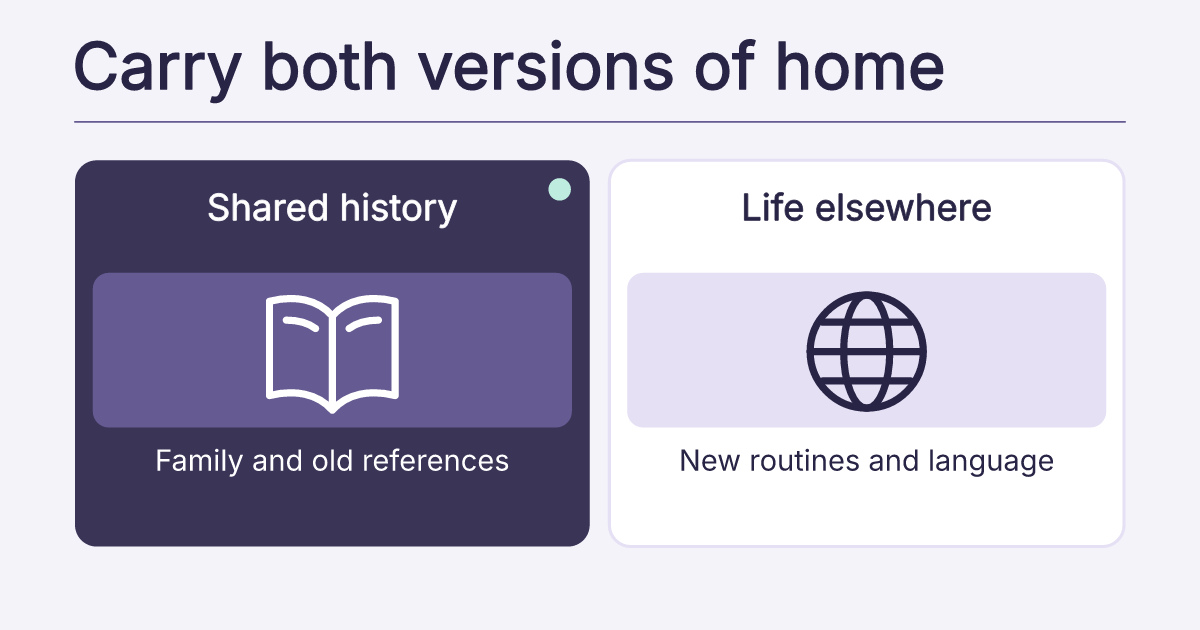 Carry both versions of home
Shared history
Family and old references
Life elsewhere
New routines and language